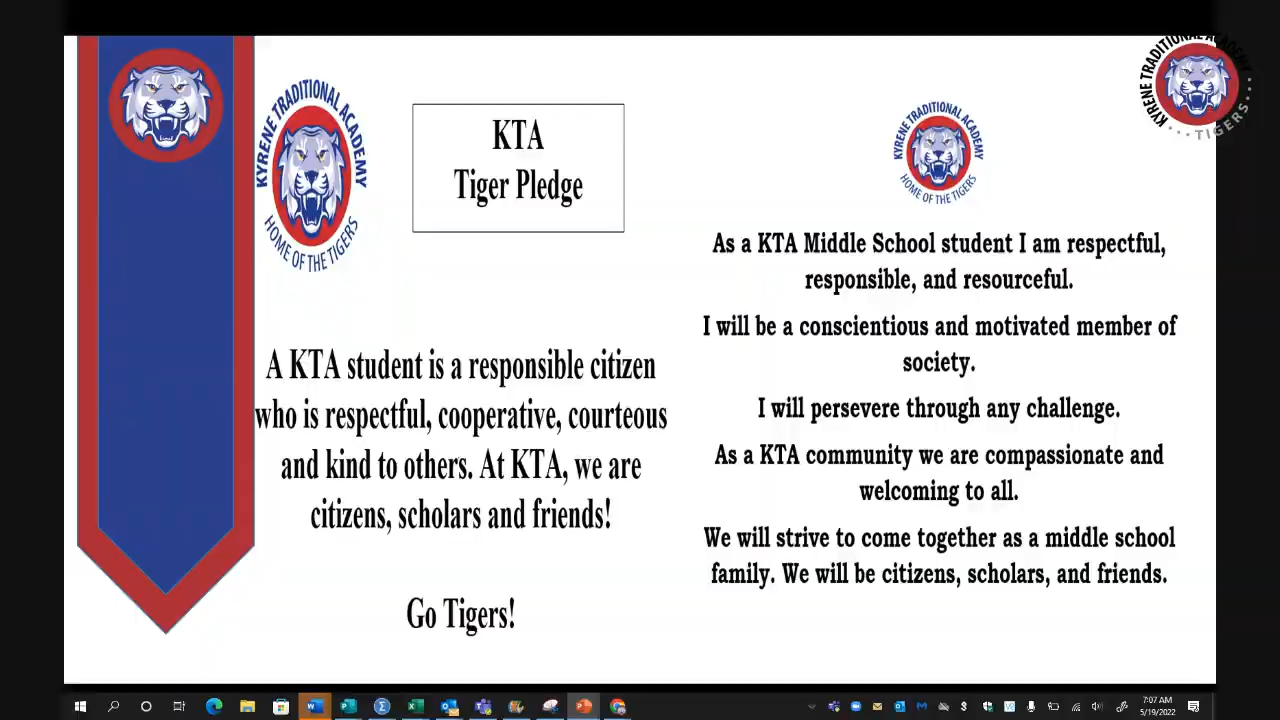 KYRENE TRADITIONAL ACADEMY
HOME OF THE TIGERS
KTA
Tiger Pledge
A KTA student is a responsible citizen
who is respectful, cooperative, courteous
and kind to others. At KTA, we are
citizens, scholars and friends!
Go Tigers!
KYRENE TRADITIONAL ACADEMY
HOME OF THE TIGERS
As a KTA Middle School student I am respectful,
responsible, and resourceful.
I will be a conscientious and motivated member of
society.
I will persevere through any challenge.
As a KTA community we are compassionate and
welcoming to all.
We will strive to come together as a middle school
family. We will be citizens, scholars, and friends.
KYRENE TRADITIONAL ACADEMY
TIGERS
7:07 AM
5/19/2022